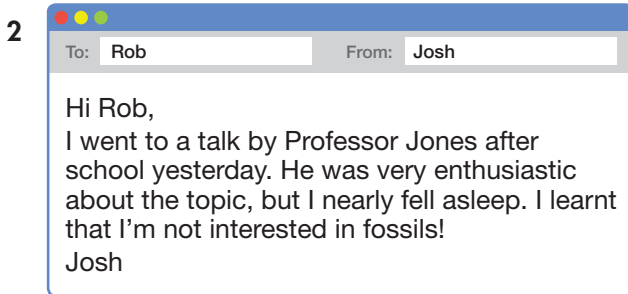 2
To: Rob From: Josh
Hi Rob,
I went to a talk by Professor Jones after
school yesterday. He was very enthusiastic
about the topic, but I nearly fell asleep. I learnt
that I'm not interested in fossils!
Josh